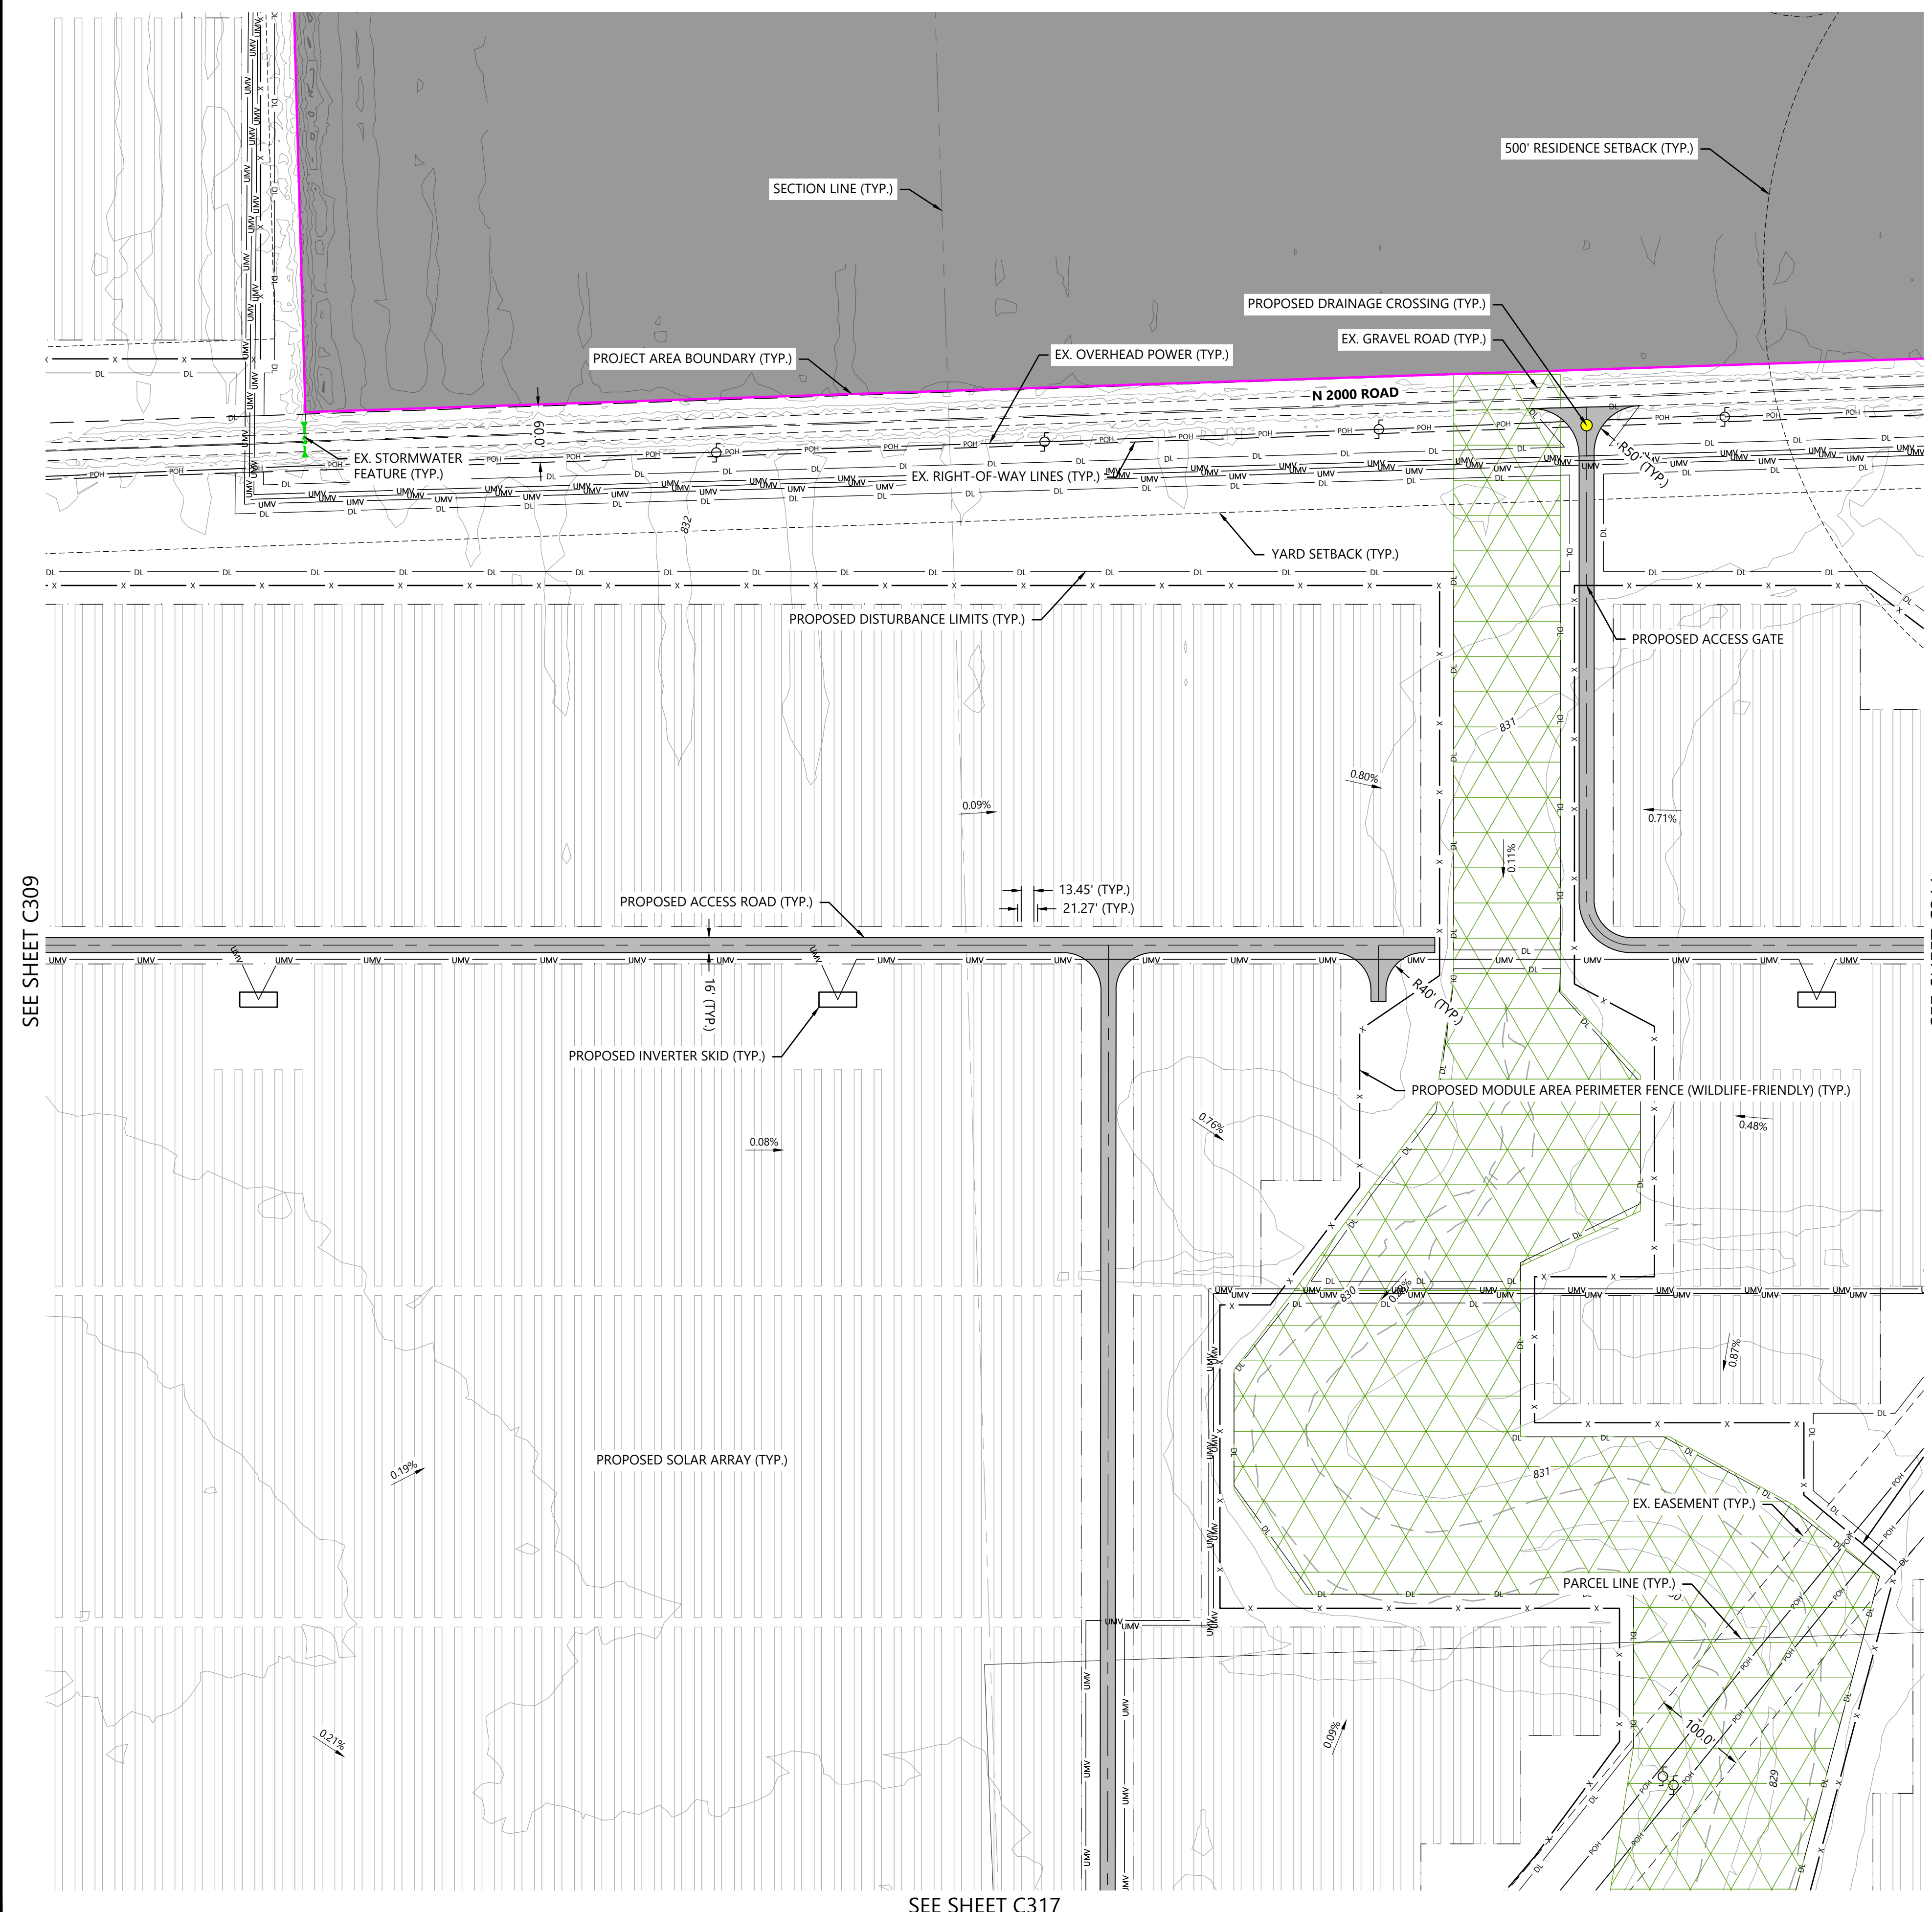 SECTION LINE (TYP.)
500' RESIDENCE SETBACK (TYP.)
PROPOSED DRAINAGE CROSSING (TYP.)
EX. GRAVEL ROAD (TYP.)
PROJECT AREA BOUNDARY (TYP.)
EX. OVERHEAD POWER (TYP.)
N 2000 ROAD
60.0'
EX. STORMWATER
FEATURE (TYP.)
EX. RIGHT-OF-WAY LINES (TYP.)
R50' (TYP.)
832
YARD SETBACK (TYP.)
PROPOSED DISTURBANCE LIMITS (TYP.)
PROPOSED ACCESS GATE
831
0.80%
0.09%
0.71%
0.11%
SEE SHEET C309
13.45' (TYP.)
21.27' (TYP.)
PROPOSED ACCESS ROAD (TYP.)
16' (TYP.)
R40' (TYP.)
PROPOSED INVERTER SKID (TYP.)
PROPOSED MODULE AREA PERIMETER FENCE (WILDLIFE-FRIENDLY) (TYP.)
0.76%
0.48%
0.08%
830
0.87%
PROPOSED SOLAR ARRAY (TYP.)
0.19%
831
EX. EASEMENT (TYP.)
PARCEL LINE (TYP.)
0.21%
0.09%
100.0'
829
UMV
DL
POH
X
SEE SHEET C317